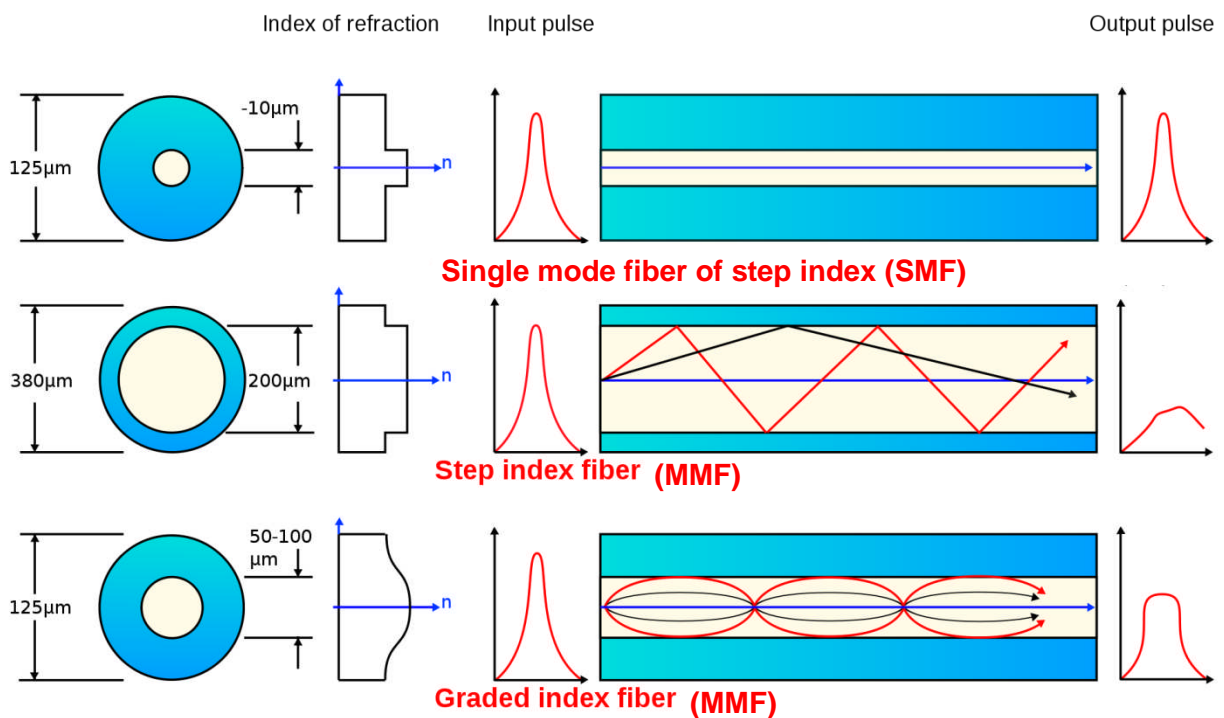 Index of refraction Input pulse Output pulse
-10µm
125µm
n
Single mode fiber of step index (SMF)
380µm
200µm
n
Step index fiber (MMF)
50-100
µm
125µm
n
Graded index fiber (MMF)